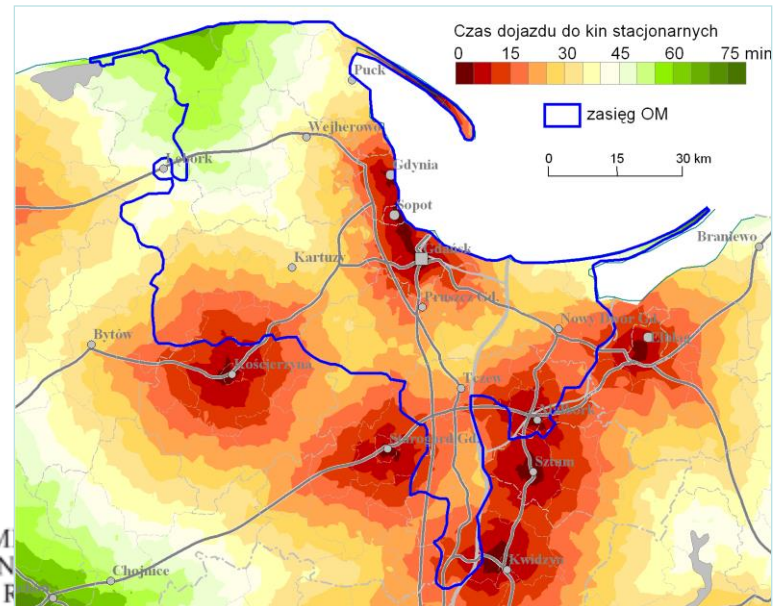 Czas dojazdu do kin stacjonarnych
0 15 30 45 60 75 min
zasięg OM
0 15 30 km
Puck
Wejherowo
Lębork
Gdynia
Sopot
Gdańsk
Braniewo
Kartuzy
Pruszcz Gd.
Nowy Dwór Gd.
Elbląg
Bytów
Kościerzyna
Tczew
Malbork
Starogard Gd.
Sztum
Kwidzyn
Chojnice
M
N
R